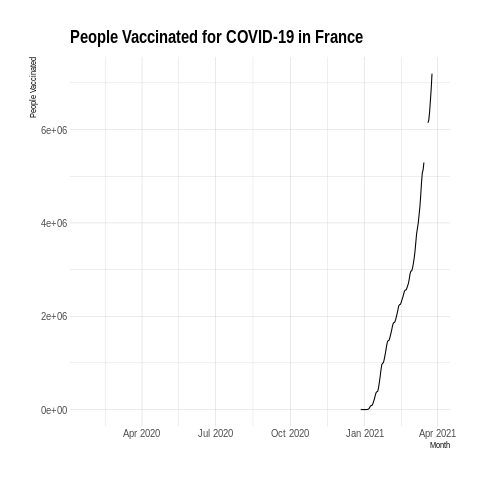 People Vaccinated for COVID-19 in France
People Vaccinated
6e+06
4e+06
2e+06
0e+00
Apr 2020 Jul 2020 Oct 2020 Jan 2021 Apr 2021
Month